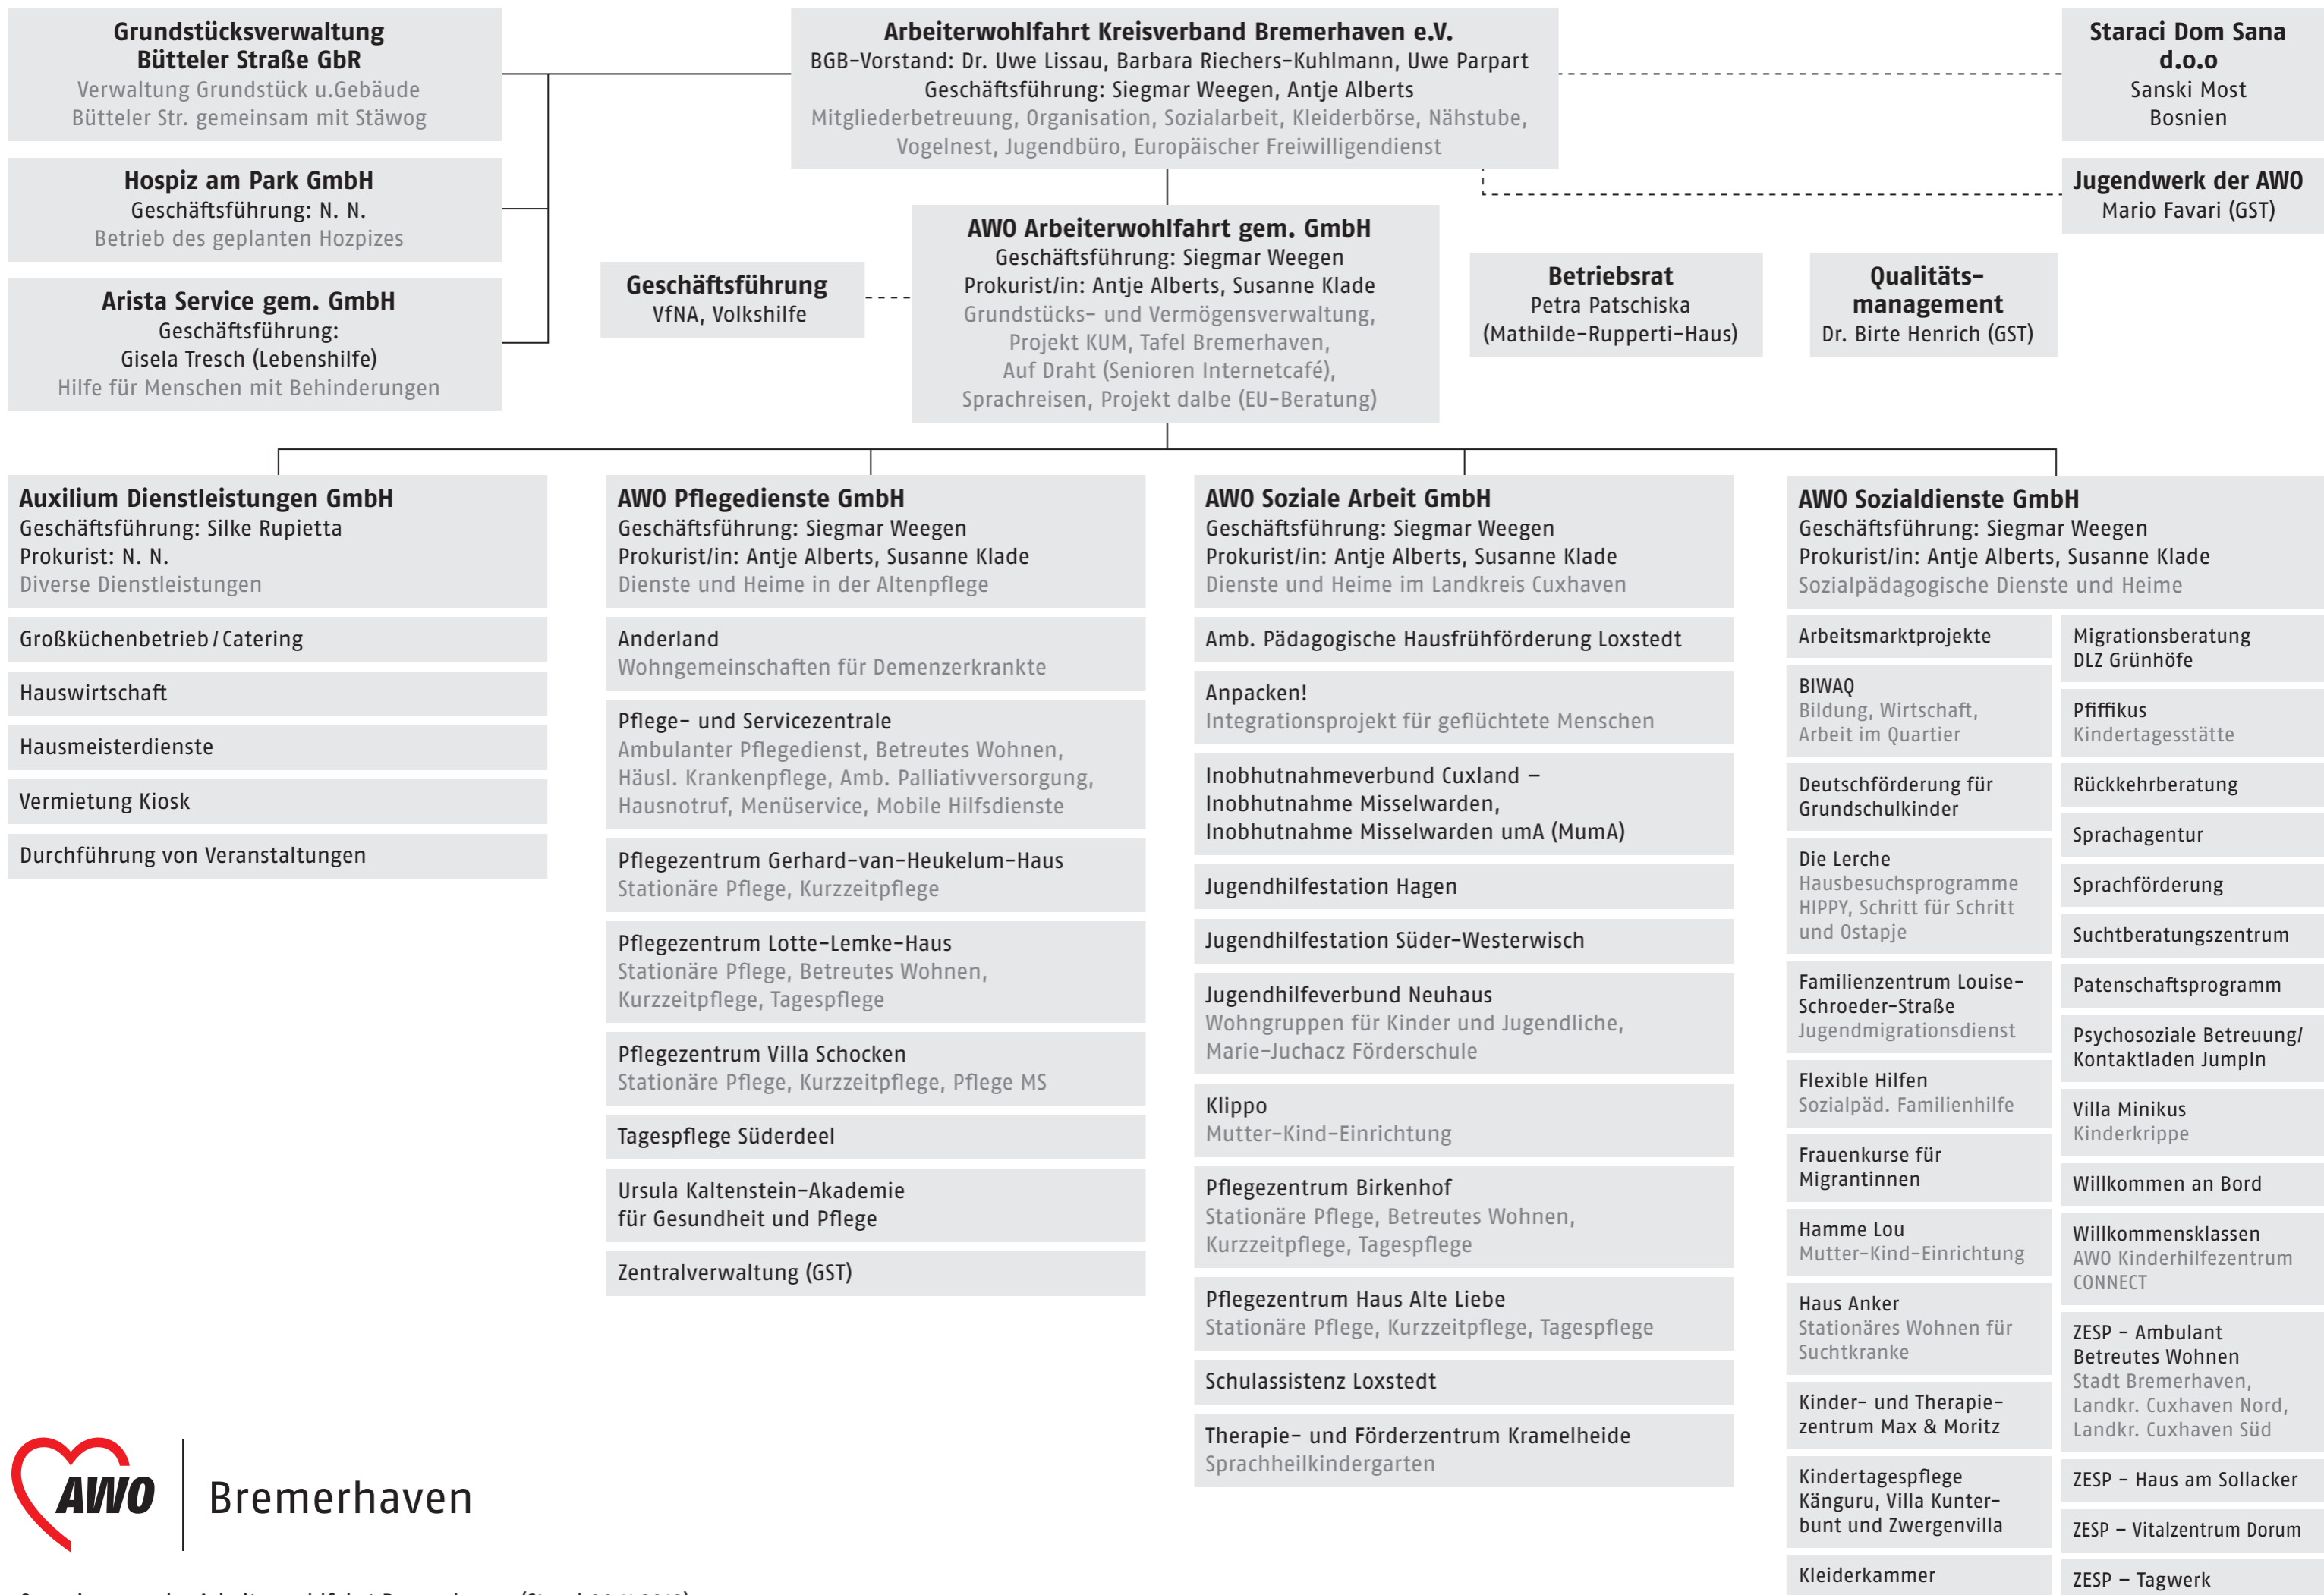 Grundstücksverwaltung
Bütteler Straße GbR
Verwaltung Grundstück u.Gebäude
Bütteler Str. gemeinsam mit Stäwog
Hospiz am Park GmbH
Geschäftsführung: N. N.
Betrieb des geplanten Hozpizes
Arista Service gem. GmbH
Geschäftsführung:
Gisela Tresch (Lebenshilfe)
Hilfe für Menschen mit Behinderungen
Arbeiterwohlfahrt Kreisverband Bremerhaven e.V.
BGB-Vorstand: Dr. Uwe Lissau, Barbara Riechers-Kuhlmann, Uwe Parpart
Geschäftsführung: Siegmar Weegen, Antje Alberts
Mitgliederbetreuung, Organisation, Sozialarbeit, Kleiderbörse, Nähstube,
Vogelnest, Jugendbüro, Europäischer Freiwilligendienst
Staraci Dom Sana
d.o.o
Sanski Most
Bosnien
Jugendwerk der AWO
Mario Favari (GST)
Geschäftsführung
VfNA, Volkshilfe
AWO Arbeiterwohlfahrt gem. GmbH
Geschäftsführung: Siegmar Weegen
Prokurist/in: Antje Alberts, Susanne Klade
Grundstücks- und Vermögensverwaltung,
Projekt KUM, Tafel Bremerhaven,
Auf Draht (Senioren Internetcafé),
Sprachreisen, Projekt dalbe (EU-Beratung)
Betriebsrat
Petra Patschiska
(Mathilde-Rupperti-Haus)
Qualitäts-
management
Dr. Birte Henrich (GST)
Auxilium Dienstleistungen GmbH
Geschäftsführung: Silke Rupietta
Prokurist: N. N.
Diverse Dienstleistungen
Großküchenbetrieb/Catering
Hauswirtschaft
Hausmeisterdienste
Vermietung Kiosk
Durchführung von Veranstaltungen
AWO Pflegedienste GmbH
Geschäftsführung: Siegmar Weegen
Prokurist/in: Antje Alberts, Susanne Klade
Dienste und Heime in der Altenpflege
Anderland
Wohngemeinschaften für Demenzerkrankte
Pflege- und Servicezentrale
Ambulanter Pflegedienst, Betreutes Wohnen,
Häusl. Krankenpflege, Amb. Palliativversorgung,
Hausnotruf, Menüservice, Mobile Hilfsdienste
Pflegezentrum Gerhard-van-Heukelum-Haus
Stationäre Pflege, Kurzzeitpflege
Pflegezentrum Lotte-Lemke-Haus
Stationäre Pflege, Betreutes Wohnen,
Kurzzeitpflege, Tagespflege
Pflegezentrum Villa Schocken
Stationäre Pflege, Kurzzeitpflege, Pflege MS
Tagespflege Süderdeel
Ursula Kaltenstein-Akademie
für Gesundheit und Pflege
Zentralverwaltung (GST)
AWO Soziale Arbeit GmbH
Geschäftsführung: Siegmar Weegen
Prokurist/in: Antje Alberts, Susanne Klade
Dienste und Heime im Landkreis Cuxhaven
Amb. Pädagogische Hausfrühförderung Loxstedt
Anpacken!
Integrationsprojekt für geflüchtete Menschen
Inobhutnahmeverbund Cuxland –
Inobhutnahme Misselwarden,
Inobhutnahme Misselwarden umA (MumA)
Jugendhilfestation Hagen
Jugendhilfestation Süder-Westerwisch
Jugendhilfeverbund Neuhaus
Wohngruppen für Kinder und Jugendliche,
Marie-Juchacz Förderschule
Klippo
Mutter-Kind-Einrichtung
Pflegezentrum Birkenhof
Stationäre Pflege, Betreutes Wohnen,
Kurzzeitpflege, Tagespflege
Pflegezentrum Haus Alte Liebe
Stationäre Pflege, Kurzzeitpflege, Tagespflege
Schulassistenz Loxstedt
Therapie- und Förderzentrum Kramelheide
Sprachheilkindergarten
AWO Sozialdienste GmbH
Geschäftsführung: Siegmar Weegen
Prokurist/in: Antje Alberts, Susanne Klade
Sozialpädagogische Dienste und Heime
Arbeitsmarktprojekte
BIWAQ
Bildung, Wirtschaft,
Arbeit im Quartier
Deutschförderung für
Grundschulkinder
Die Lerche
Hausbesuchsprogramme
HIPPY, Schritt für Schritt
und Ostapje
Familienzentrum Louise-
Schroeder-Straße
Jugendmigrationsdienst
Flexible Hilfen
Sozialpäd. Familienhilfe
Frauenkurse für
Migrantinnen
Hamme Lou
Mutter-Kind-Einrichtung
Haus Anker
Stationäres Wohnen für
Suchtkranke
Kinder- und Therapie-
zentrum Max & Moritz
Kindertagespflege
Känguru, Villa Kunter-
bunt und Zwergenvilla
Kleiderkammer
Migrationsberatung
DLZ Grünhöfe
Pfiffikus
Kindertagesstätte
Rückkehrberatung
Sprachagentur
Sprachförderung
Suchtberatungszentrum
Patenschaftsprogramm
Psychosoziale Betreuung/
Kontaktladen JumpIn
Villa Minikus
Kinderkrippe
Willkommen an Bord
Willkommensklassen
AWO Kinderhilfezentrum
CONNECT
ZESP - Ambulant
Betreutes Wohnen
Stadt Bremerhaven,
Landkr. Cuxhaven Nord,
Landkr. Cuxhaven Süd
ZESP - Haus am Sollacker
ZESP – Vitalzentrum Dorum
ZESP – Tagwerk
AWO
Bremerhaven